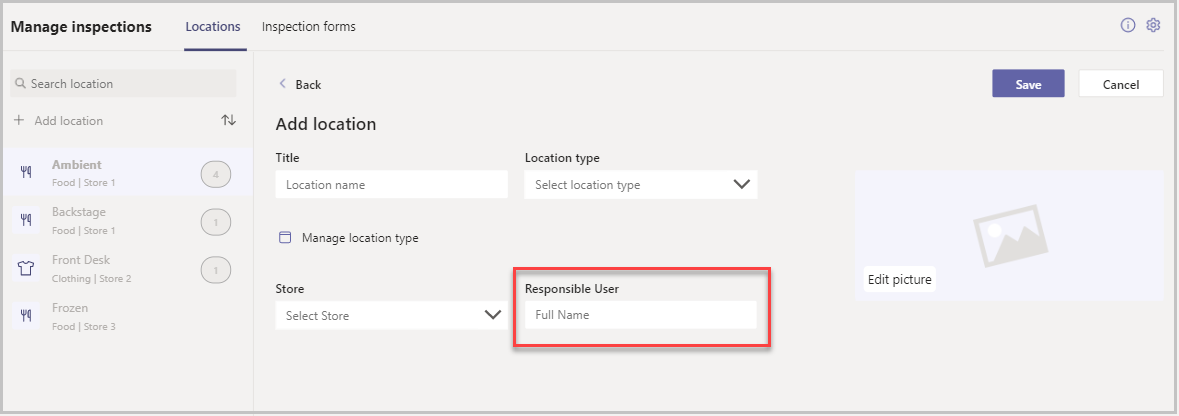 Manage inspections
Locations
Inspection forms
Search location
Add location
Ambient
4
Food | Store 1
Backstage
1
Food | Store 1
Front Desk
1
Clothing | Store 2
Frozen
Food | Store 3
Back
Save
Cancel
Add location
Title
Location type
Location name
Select location type
Manage location type
Store
Responsible User
Select Store
Full Name
Edit picture